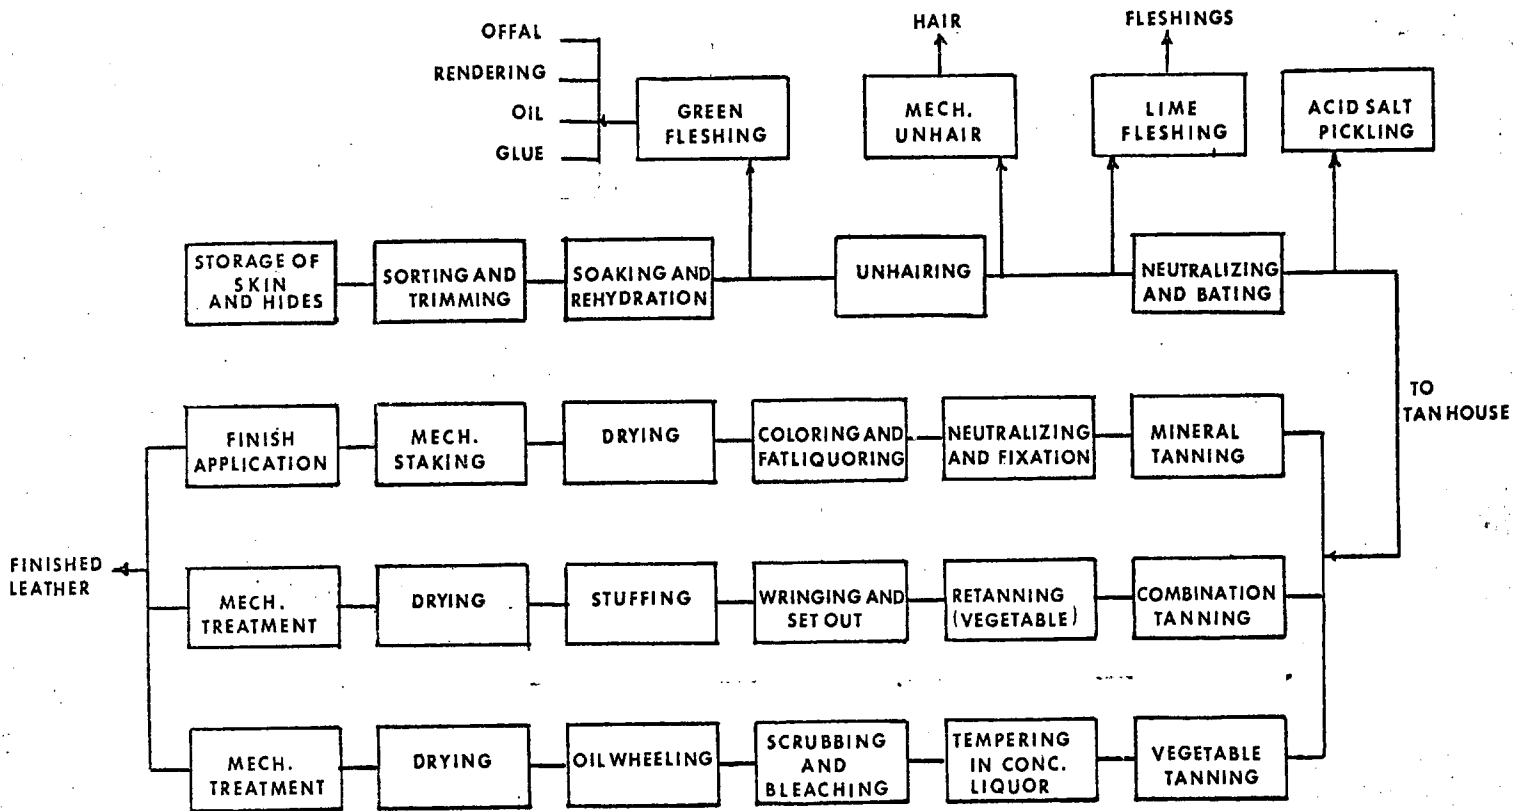 OFFAL
RENDERING
OIL
GLUE
GREEN
FLESHING
HAIR
MECH.
UNHAIR
FLESHINGS
LIME
FLESHING
ACID SALT
PICKLING
STORAGE OF
SKIN
AND HIDES
SORTING AND
TRIMMING
SOAKING AND
REHYDRATION
UNHAIRING
NEUTRALIZING
AND BATING
TO
TAN HOUSE
FINISH
APPLICATION
MECH.
STAKING
DRYING
COLORING AND
FATLIQUORING
NEUTRALIZING
AND FIXATION
MINERAL
TANNING
FINISHED
LEATHER
MECH.
TREATMENT
DRYING
STUFFING
WRINGING AND
SET OUT
RETANNING
(VEGETABLE)
COMBINATION
TANNING
MECH.
TREATMENT
DRYING
OIL WHEELING
SCRUBBING
AND
BLEACHING
TEMPERING
IN CONC.
LIQUOR
VEGETABLE
TANNING